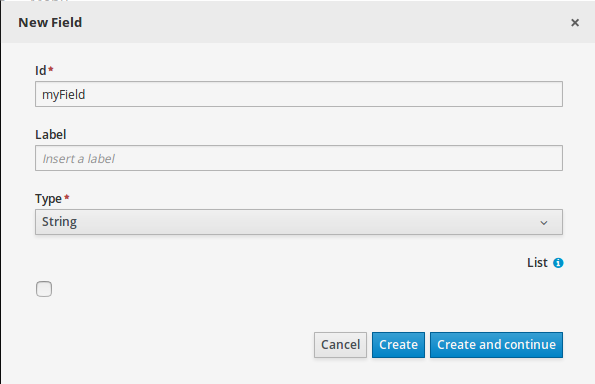 New Field
Id*
myField
Label
Insert a label
Type*
String
List
Cancel Create Create and continue